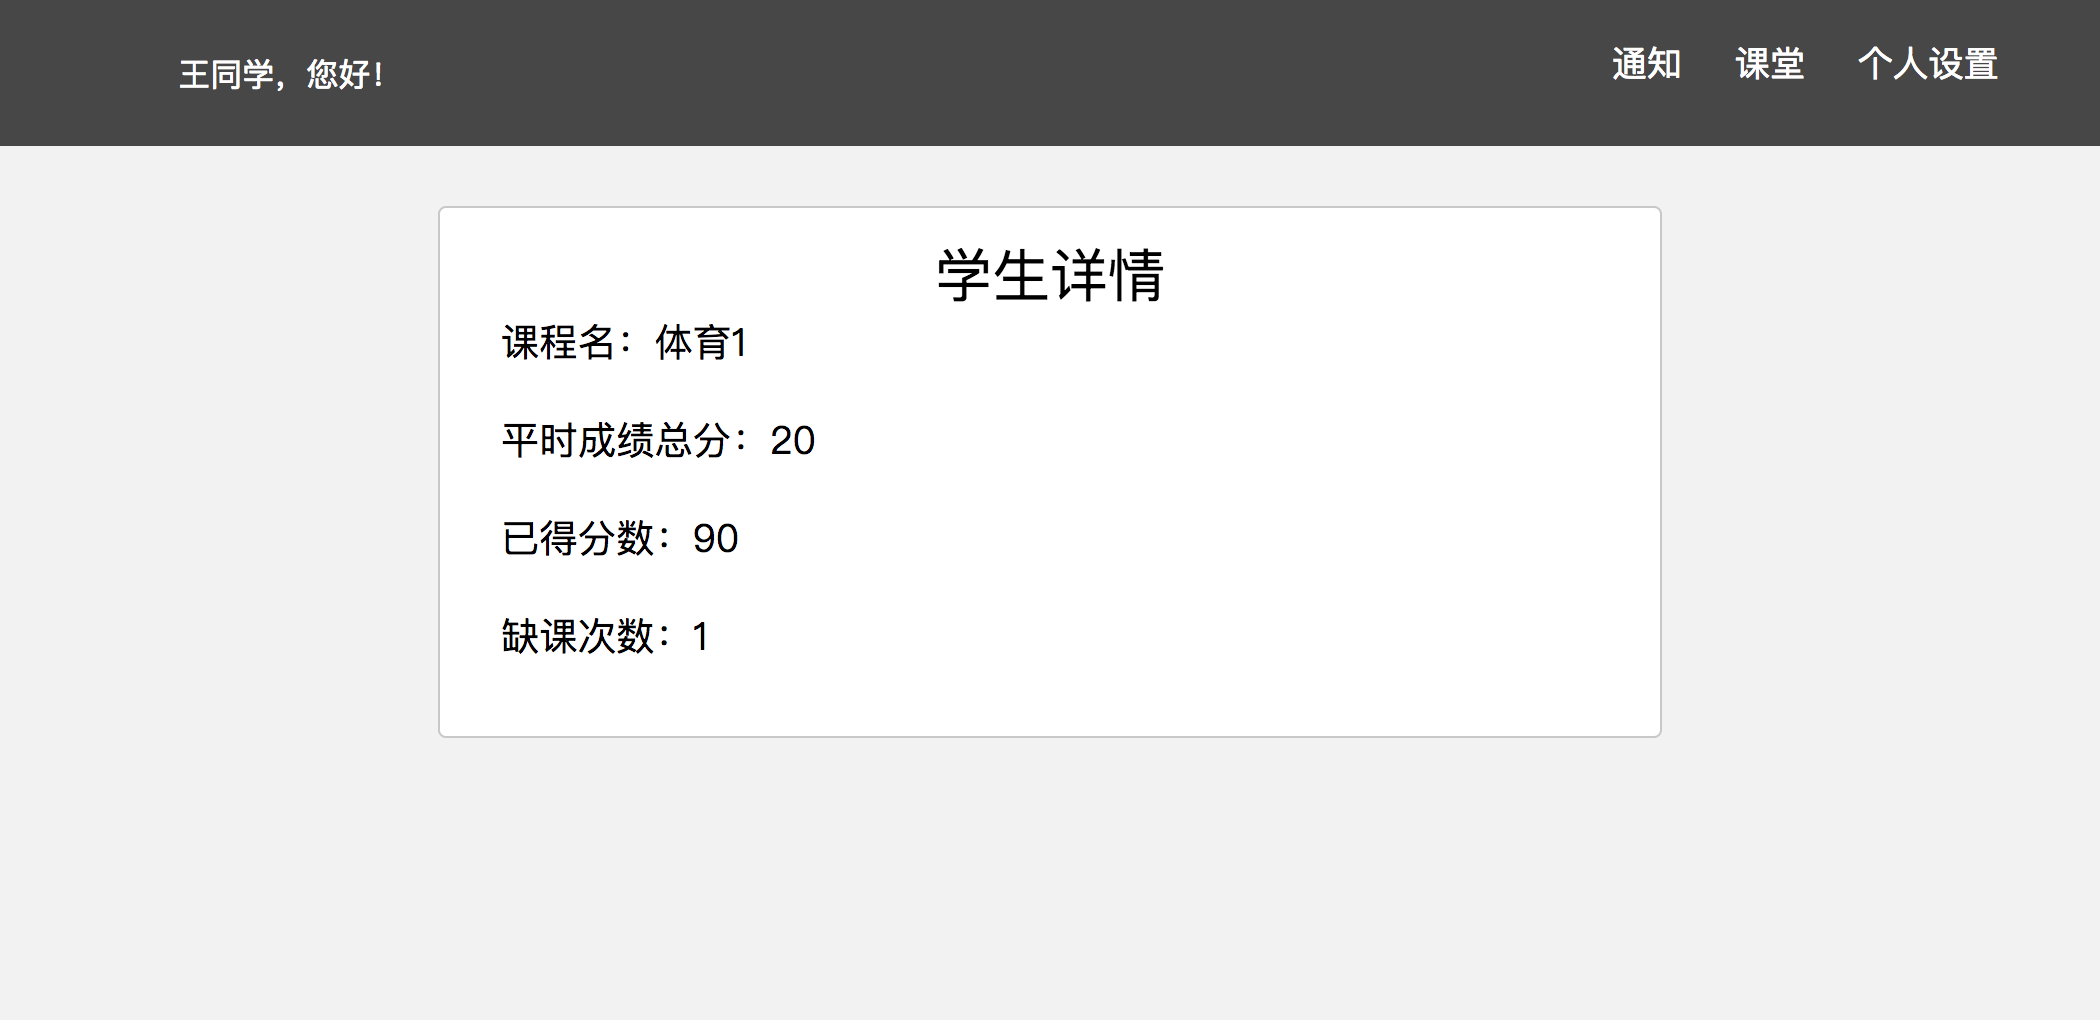 王同学，您好！
通知 课堂 个人设置
学生详情
课程名：体育1
平时成绩总分：20
已得分数：90
缺课次数：1